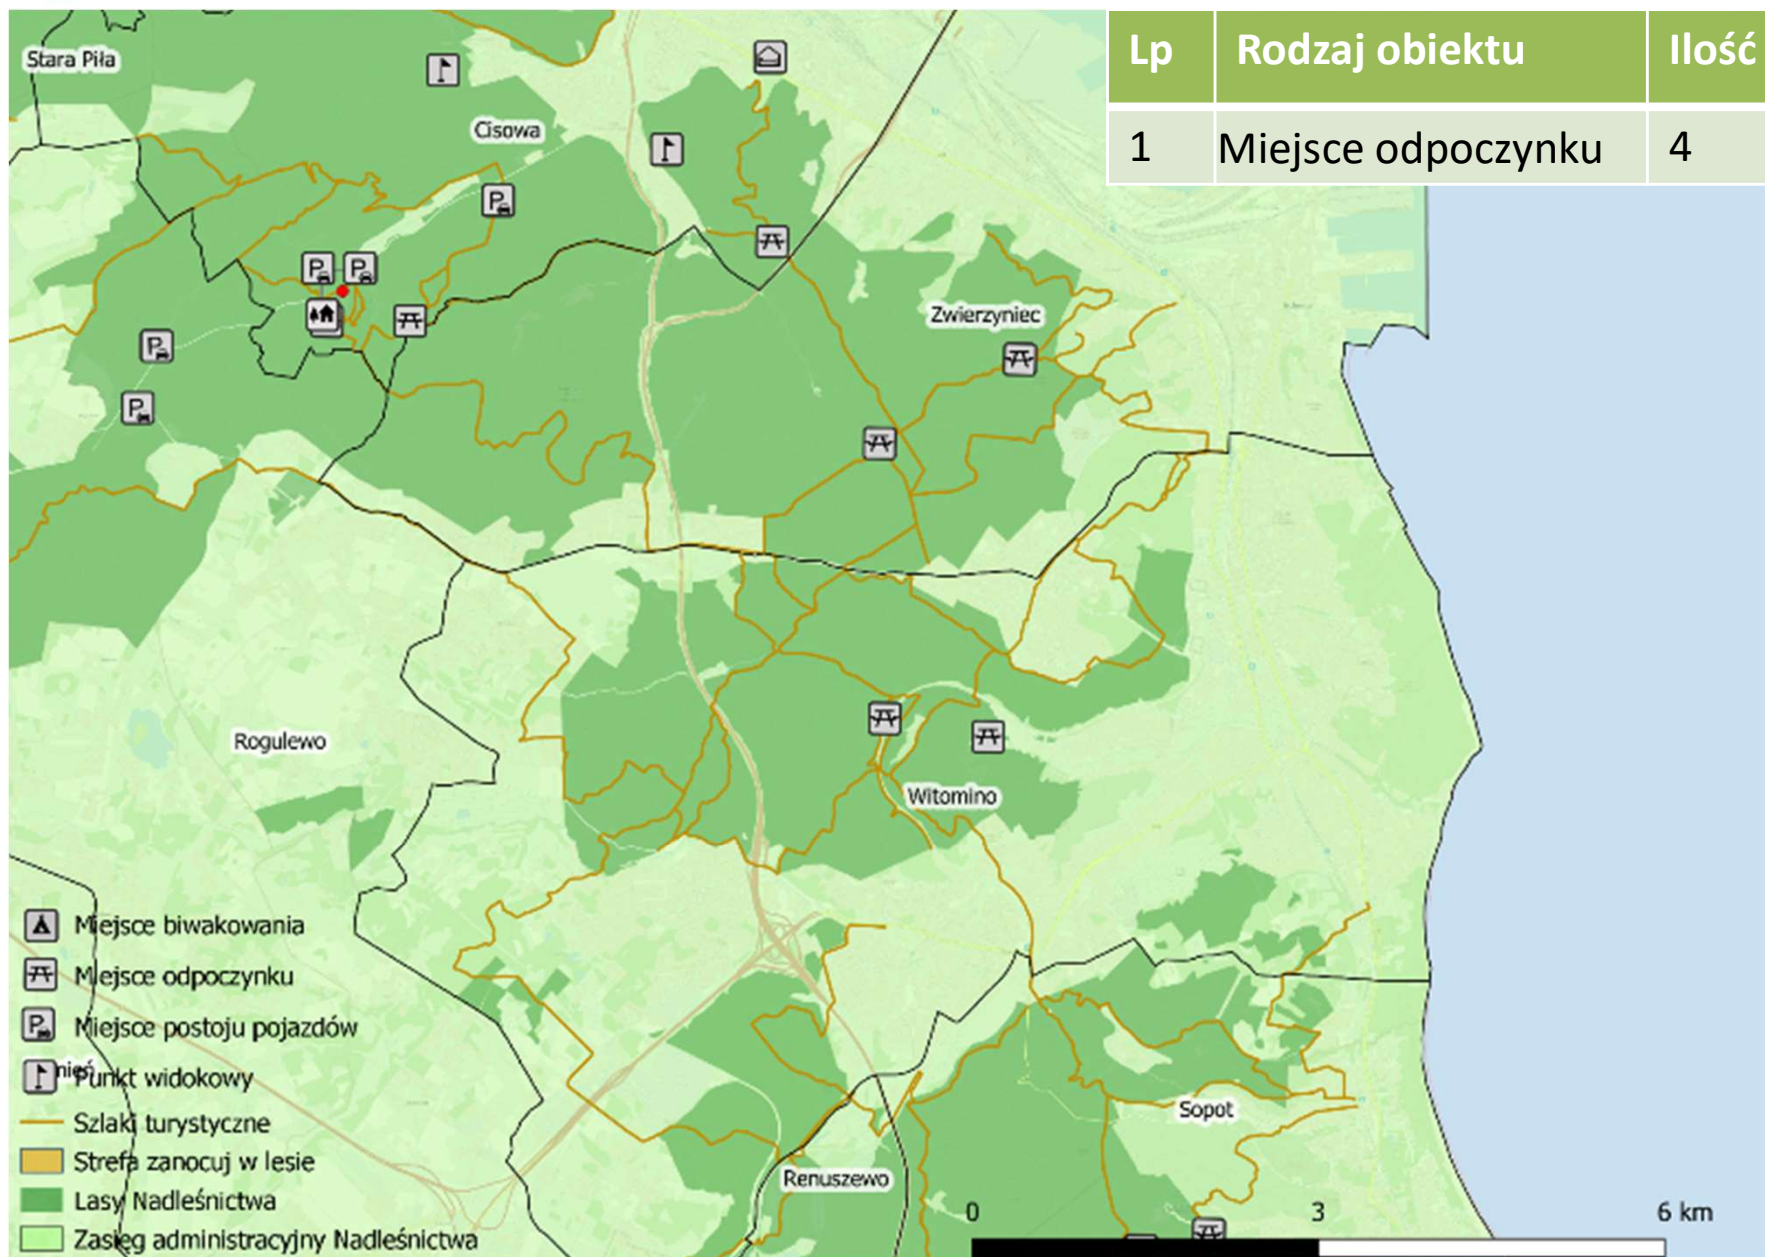 Lp Rodzaj obiektu Ilość
1 Miejsce odpoczynku 4
Stara Piła
Cisowa
Zwierzyniec
Rogulewo
Witomino
Sopot
Renuszewo
Miejsce biwakowania
Miejsce odpoczynku
Miejsce postoju pojazdów
Punkt widokowy
Szlaki turystyczne
Strefa zanocuj w lesie
Lasy Nadleśnictwa
Zasięg administracyjny Nadleśnictwa
0 3 6 km